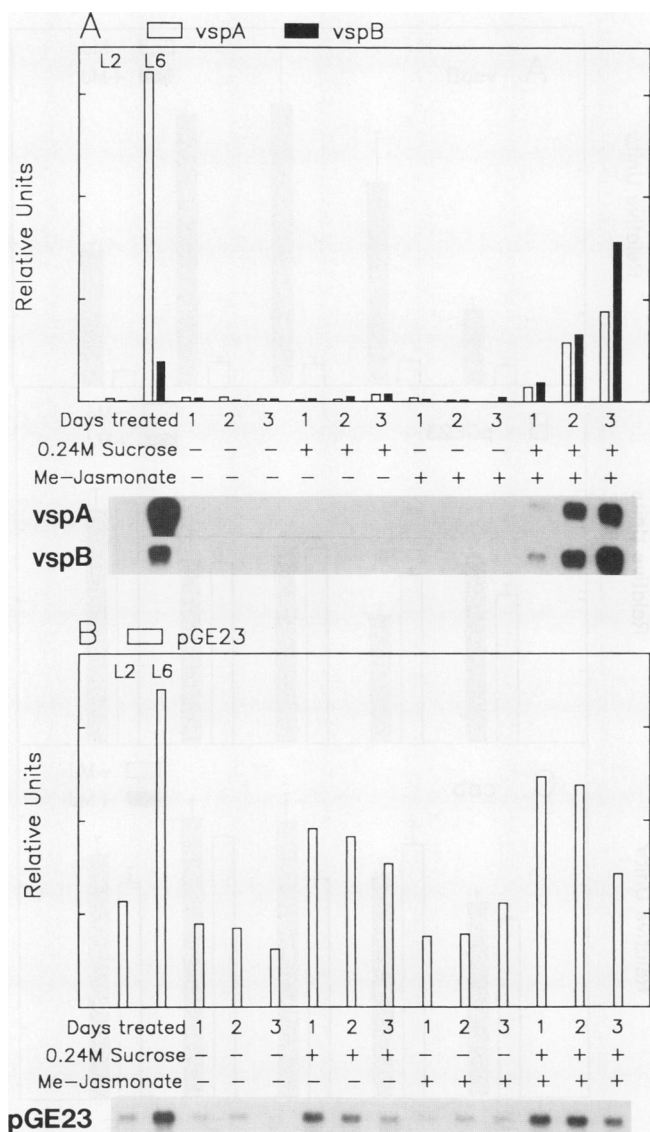 A vspA vspB
L2 L6
Relative Units
Days treated 1 2 3 1 2 3 1 2 3 1 2 3
0.24M Sucrose − − − + + + − − − + + +
Me−Jasmonate − − − − − − + + + + + +
vspA
vspB
B pGE23
L2 L6
Relative Units
Days treated 1 2 3 1 2 3 1 2 3 1 2 3
0.24M Sucrose − − − + + + − − − + + +
Me−Jasmonate − − − − − − + + + + + +
pGE23